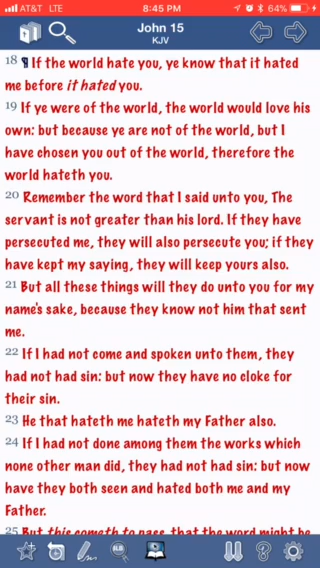 AT&T LTE 8:45 PM 64%
John 15
KJV
18 ¶ If the world hate you, ye know that it hated
me before it hated you.
19 If ye were of the world, the world would love his
own: but because ye are not of the world, but I
have chosen you out of the world, therefore the
world hateth you.
20 Remember the word that I said unto you, The
servant is not greater than his lord. If they have
persecuted me, they will also persecute you; if they
have kept my saying, they will keep yours also.
21 But all these things will they do unto you for my
name's sake, because they know not him that sent
me.
22 If I had not come and spoken unto them, they
had not had sin: but now they have no cloke for
their sin.
23 He that hateth me hateth my Father also.
24 If I had not done among them the works which
none other man did, they had not had sin: but now
have they both seen and hated both me and my
Father.
25 But this cometh to pass, that the word might be